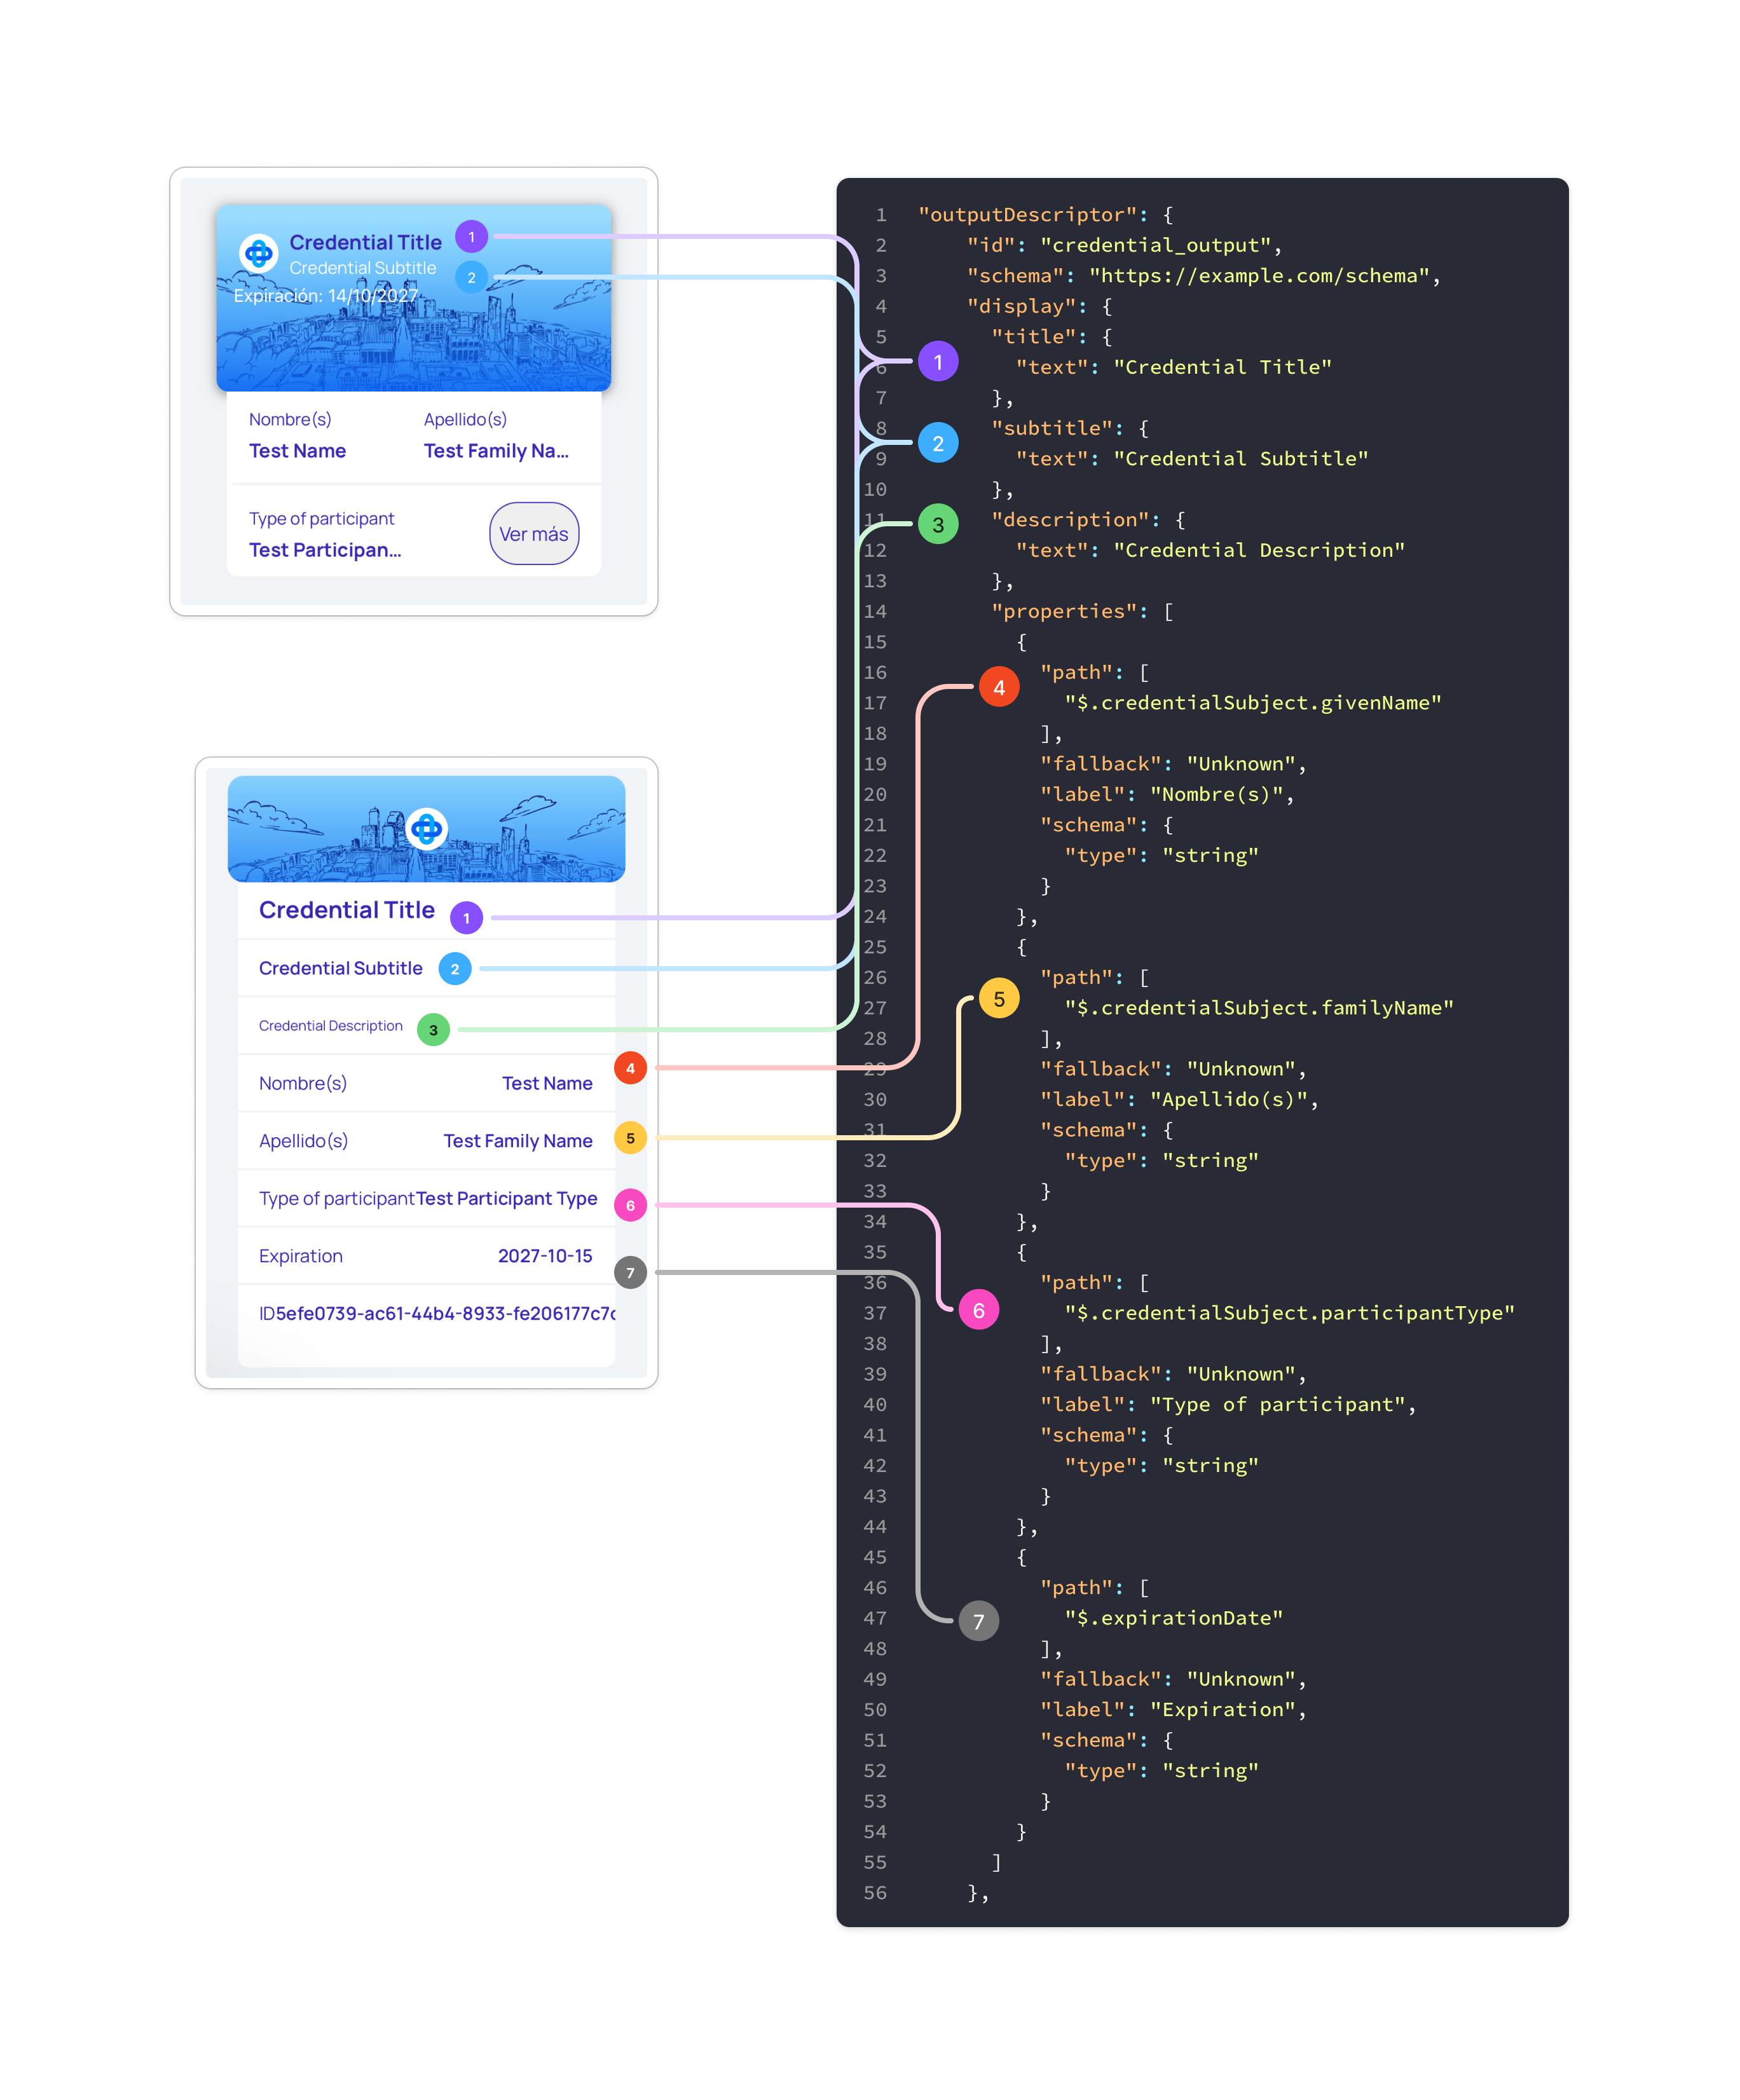 Credential Title 1
Credential Subtitle 2
Expiración: 14/10/2027
Nombre(s) Apellido(s)
Test Name Test Family Na...
Type of participant
Test Participan...
Ver más
Credential Title 1
Credential Subtitle 2
Credential Description 3
Nombre(s) Test Name 4
Apellido(s) Test Family Name 5
Type of participant Test Participant Type 6
Expiration 2027-10-15 7
ID 5efe0739-ac61-44b4-8933-fe206177c7
1 "outputDescriptor": {
2 "id": "credential_output",
3 "schema": "https://example.com/schema",
4 "display": {
5 "title": {
1
6 "text": "Credential Title"
7 },
8 "subtitle": {
2
9 "text": "Credential Subtitle"
10 },
11 "description": {
3
12 "text": "Credential Description"
13 },
14 "properties": [
15 {
16 "path": [
4
17 "$.credentialSubject.givenName"
18 ],
19 "fallback": "Unknown",
20 "label": "Nombre(s)",
21 "schema": {
22 "type": "string"
23 }
24 },
25 {
26 "path": [
5
27 "$.credentialSubject.familyName"
28 ],
29 "fallback": "Unknown",
30 "label": "Apellido(s)",
31 "schema": {
32 "type": "string"
33 }
34 },
35 {
36 "path": [
6
37 "$.credentialSubject.participantType"
38 ],
39 "fallback": "Unknown",
40 "label": "Type of participant",
41 "schema": {
42 "type": "string"
43 }
44 },
45 {
46 "path": [
7
47 "$.expirationDate"
48 ],
49 "fallback": "Unknown",
50 "label": "Expiration",
51 "schema": {
52 "type": "string"
53 }
54 }
55 ]
56 },